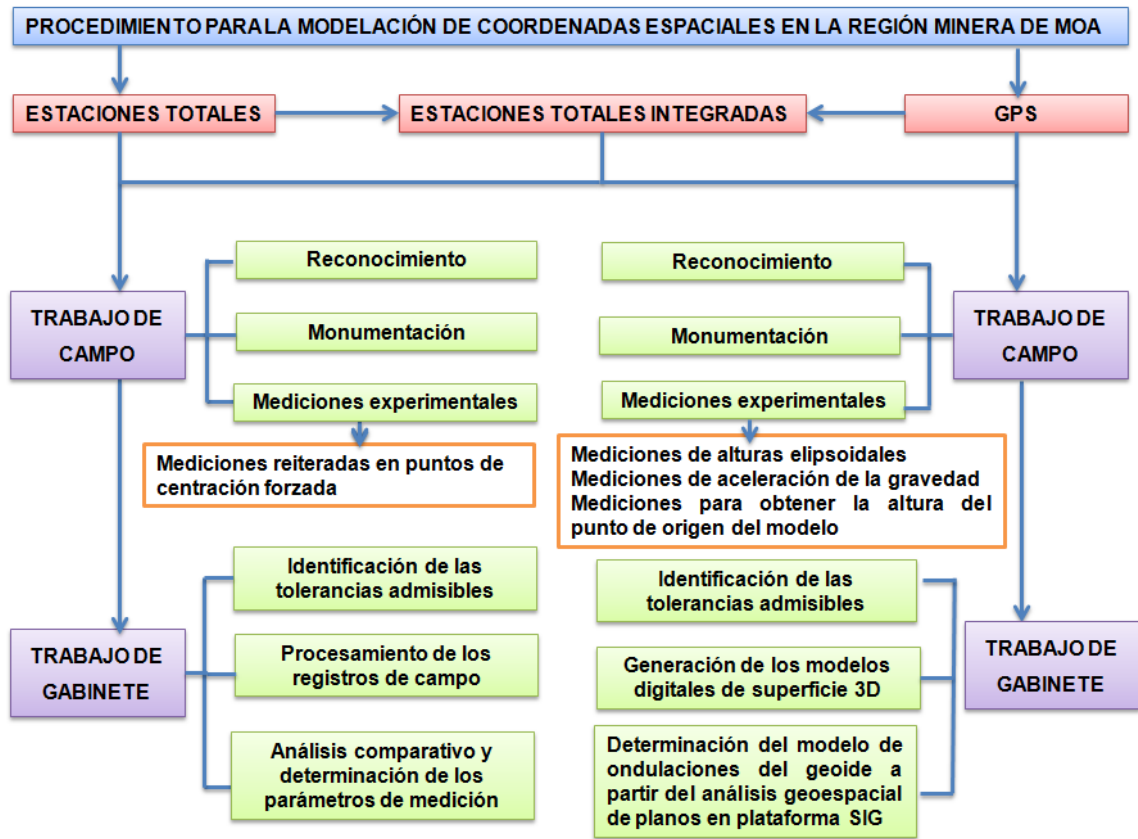 PROCEDIMIENTO PARA LA MODELACIÓN DE COORDENADAS ESPACIALES EN LA REGIÓN MINERA DE MOA
ESTACIONES TOTALES
ESTACIONES TOTALES INTEGRADAS
GPS
TRABAJO DE
CAMPO
Reconocimiento
Monumentación
Mediciones experimentales
Mediciones reiteradas en puntos de
centración forzada
Reconocimiento
Monumentación
Mediciones experimentales
TRABAJO DE
CAMPO
Mediciones de alturas elipsoidales
Mediciones de aceleración de la gravedad
Mediciones para obtener la altura del
punto de origen del modelo
TRABAJO DE
GABINETE
Identificación de las
tolerancias admisibles
Procesamiento de los
registros de campo
Análisis comparativo y
determinación de los
parámetros de medición
Identificación de las
tolerancias admisibles
Generación de los modelos
digitales de superficie 3D
Determinación del modelo de
ondulaciones del geoide a
partir del análisis geoespacial
de planos en plataforma SIG
TRABAJO DE
GABINETE